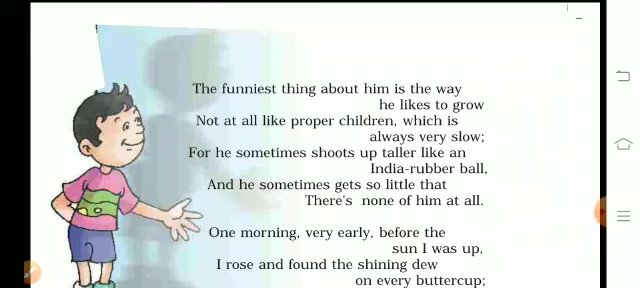 The funniest thing about him is the way
he likes to grow
Not at all like proper children, which is
always very slow;
For he sometimes shoots up taller like an
India-rubber ball,
And he sometimes gets so little that
There's none of him at all.
One morning, very early, before the
sun I was up,
I rose and found the shining dew
on every buttercup;